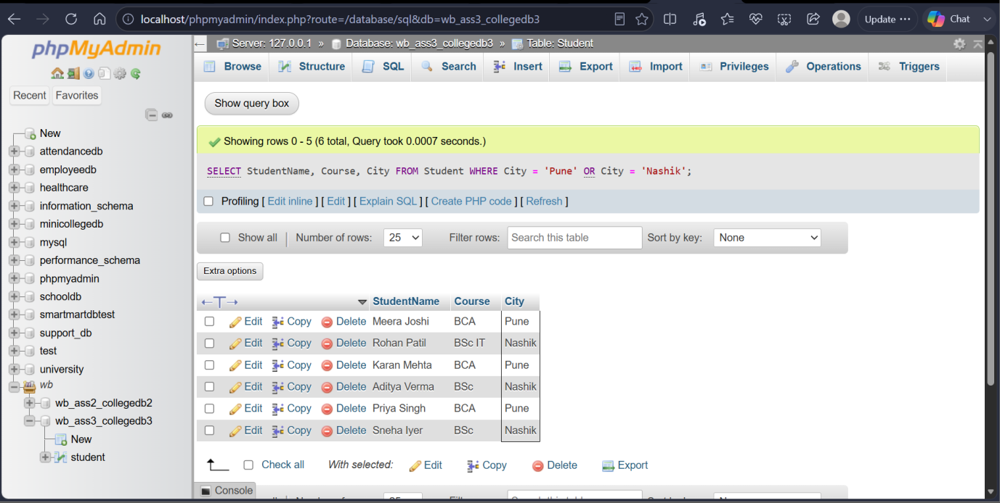 localhost/phpmyadmin/index.php?route=/database/sql&db=wb_ass3_collegedb3
Update
Chat
phpMyAdmin
Recent
Favorites
New
attendancedb
employeedb
healthcare
information_schema
minicollegedb
mysql
performance_schema
phpmyadmin
schooldb
smartmartdbtest
support_db
test
university
wb
wb_ass2_collegedb2
wb_ass3_collegedb3
New
student
Server: 127.0.0.1 » Database: wb_ass3_collegedb3 » Table: Student
Browse Structure SQL Search Insert Export Import Privileges Operations Triggers
Show query box
Showing rows 0 - 5 (6 total, Query took 0.0007 seconds.)
SELECT StudentName, Course, City FROM Student WHERE City = 'Pune' OR City = 'Nashik';
Profiling [ Edit inline ] [ Edit ] [ Explain SQL ] [ Create PHP code ] [ Refresh ]
Show all | Number of rows: 25 Filter rows: Search this table Sort by key: None
Extra options
StudentName Course City
Edit Copy Delete Meera Joshi BCA Pune
Edit Copy Delete Rohan Patil BSc IT Nashik
Edit Copy Delete Karan Mehta BCA Pune
Edit Copy Delete Aditya Verma BSc Nashik
Edit Copy Delete Priya Singh BCA Pune
Edit Copy Delete Sneha Iyer BSc Nashik
Check all With selected: Edit Copy Delete Export
Console